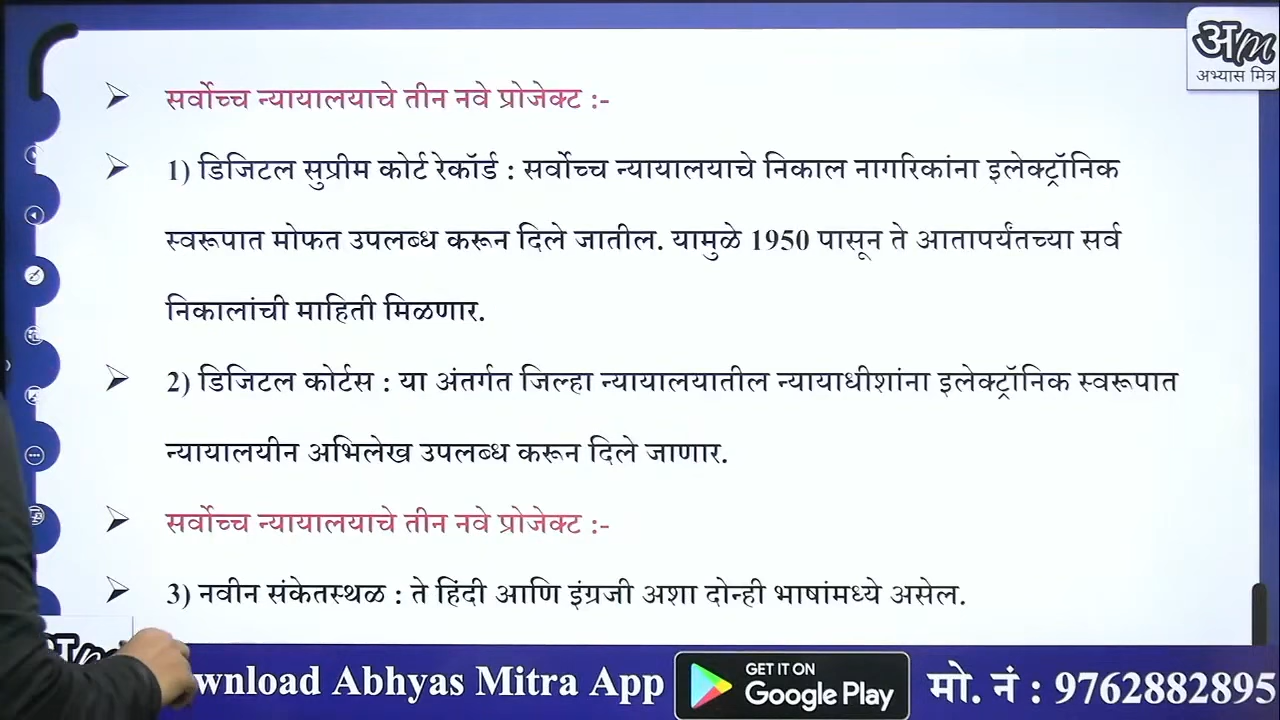 अm
अभ्यास मित्र
➢ सर्वोच्च न्यायालयाचे तीन नवे प्रोजेक्ट :-
➢ 1) डिजिटल सुप्रीम कोर्ट रेकॉर्ड : सर्वोच्च न्यायालयाचे निकाल नागरिकांना इलेक्ट्रॉनिक
स्वरूपात मोफत उपलब्ध करून दिले जातील. यामुळे 1950 पासून ते आतापर्यंतच्या सर्व
निकालांची माहिती मिळणार.
➢ 2) डिजिटल कोर्टस : या अंतर्गत जिल्हा न्यायालयातील न्यायाधीशांना इलेक्ट्रॉनिक स्वरूपात
न्यायालयीन अभिलेख उपलब्ध करून दिले जाणार.
➢ सर्वोच्च न्यायालयाचे तीन नवे प्रोजेक्ट :-
➢ 3) नवीन संकेतस्थळ : ते हिंदी आणि इंग्रजी अशा दोन्ही भाषांमध्ये असेल.
wnload Abhyas Mitra App
GET IT ON
Google Play
मो. नं : 9762882895